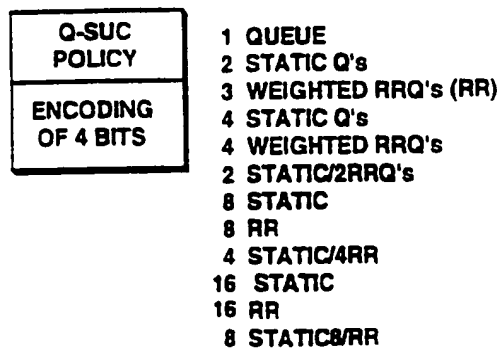 Q-SUC
POLICY
ENCODING
OF 4 BITS
1 QUEUE
2 STATIC Q's
3 WEIGHTED RRQ's (RR)
4 STATIC Q's
4 WEIGHTED RRQ's
2 STATIC/2RRQ's
8 STATIC
8 RR
4 STATIC/4RR
16 STATIC
16 RR
8 STATIC8/RR